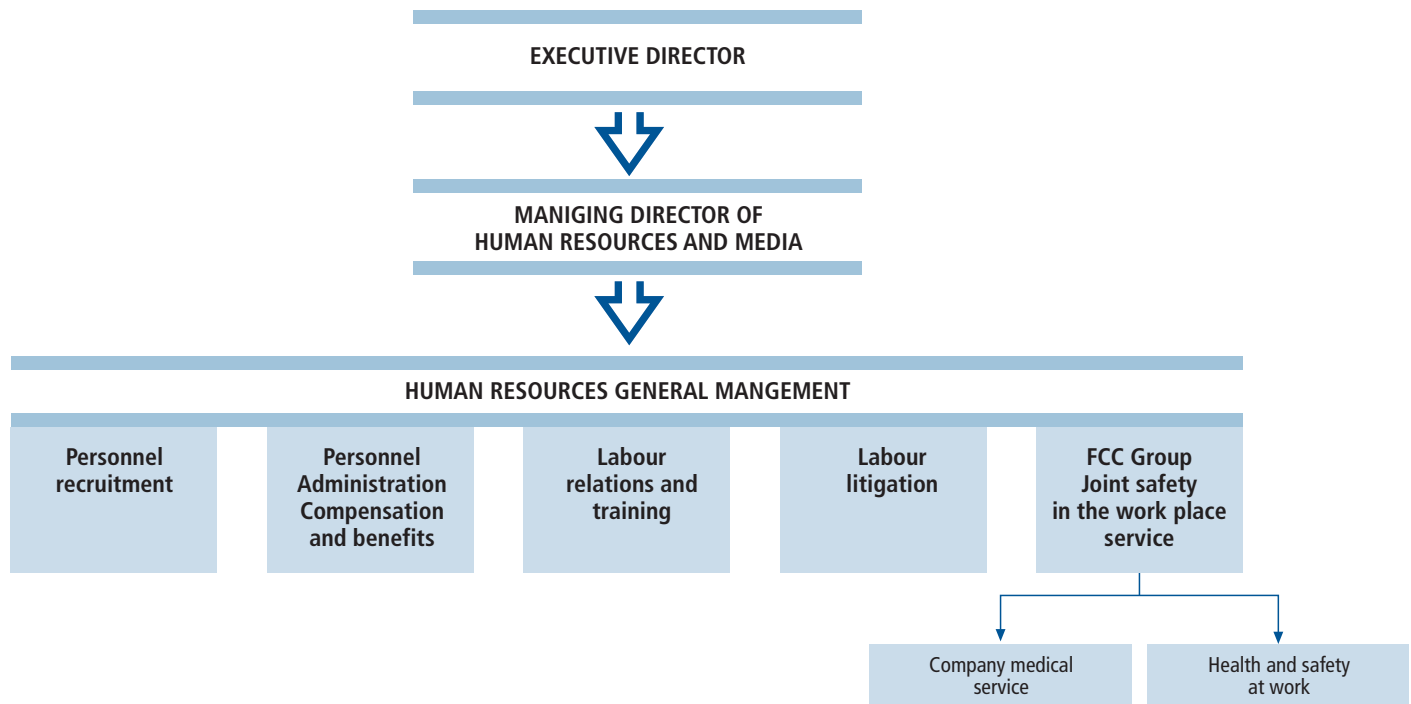 EXECUTIVE DIRECTOR
MANIGING DIRECTOR OF
HUMAN RESOURCES AND MEDIA
HUMAN RESOURCES GENERAL MANGEMENT
Personnel
recruitment
Personnel
Administration
Compensation
and benefits
Labour
relations and
training
Labour
litigation
FCC Group
Joint safety
in the work place
service
Company medical
service
Health and safety
at work